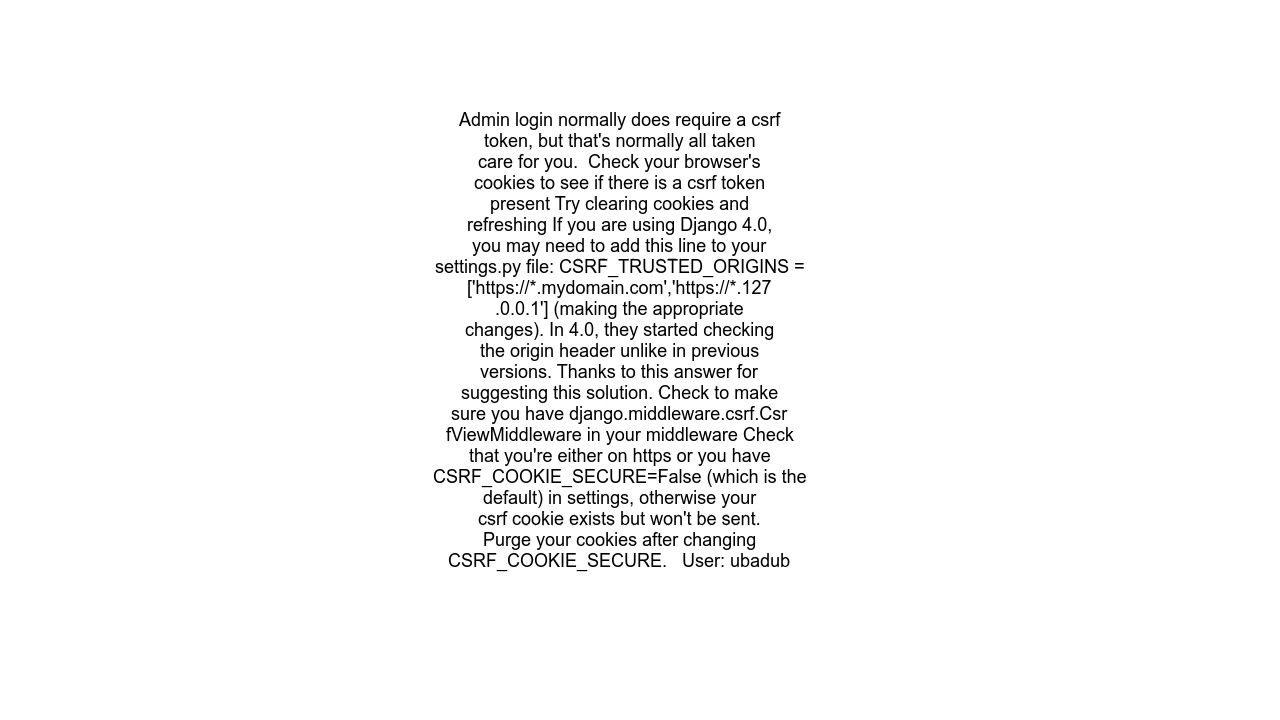 Admin login normally does require a csrf
token, but that's normally all taken
care for you.  Check your browser's
cookies to see if there is a csrf token
present Try clearing cookies and
refreshing If you are using Django 4.0,
you may need to add this line to your
settings.py file: CSRF_TRUSTED_ORIGINS =
['https://*.mydomain.com','https://*.127
.0.0.1'] (making the appropriate
changes). In 4.0, they started checking
the origin header unlike in previous
versions. Thanks to this answer for
suggesting this solution. Check to make
sure you have django.middleware.csrf.Csr
fViewMiddleware in your middleware Check
that you're either on https or you have
CSRF_COOKIE_SECURE=False (which is the
default) in settings, otherwise your
csrf cookie exists but won't be sent.
Purge your cookies after changing
CSRF_COOKIE_SECURE.   User: ubadub